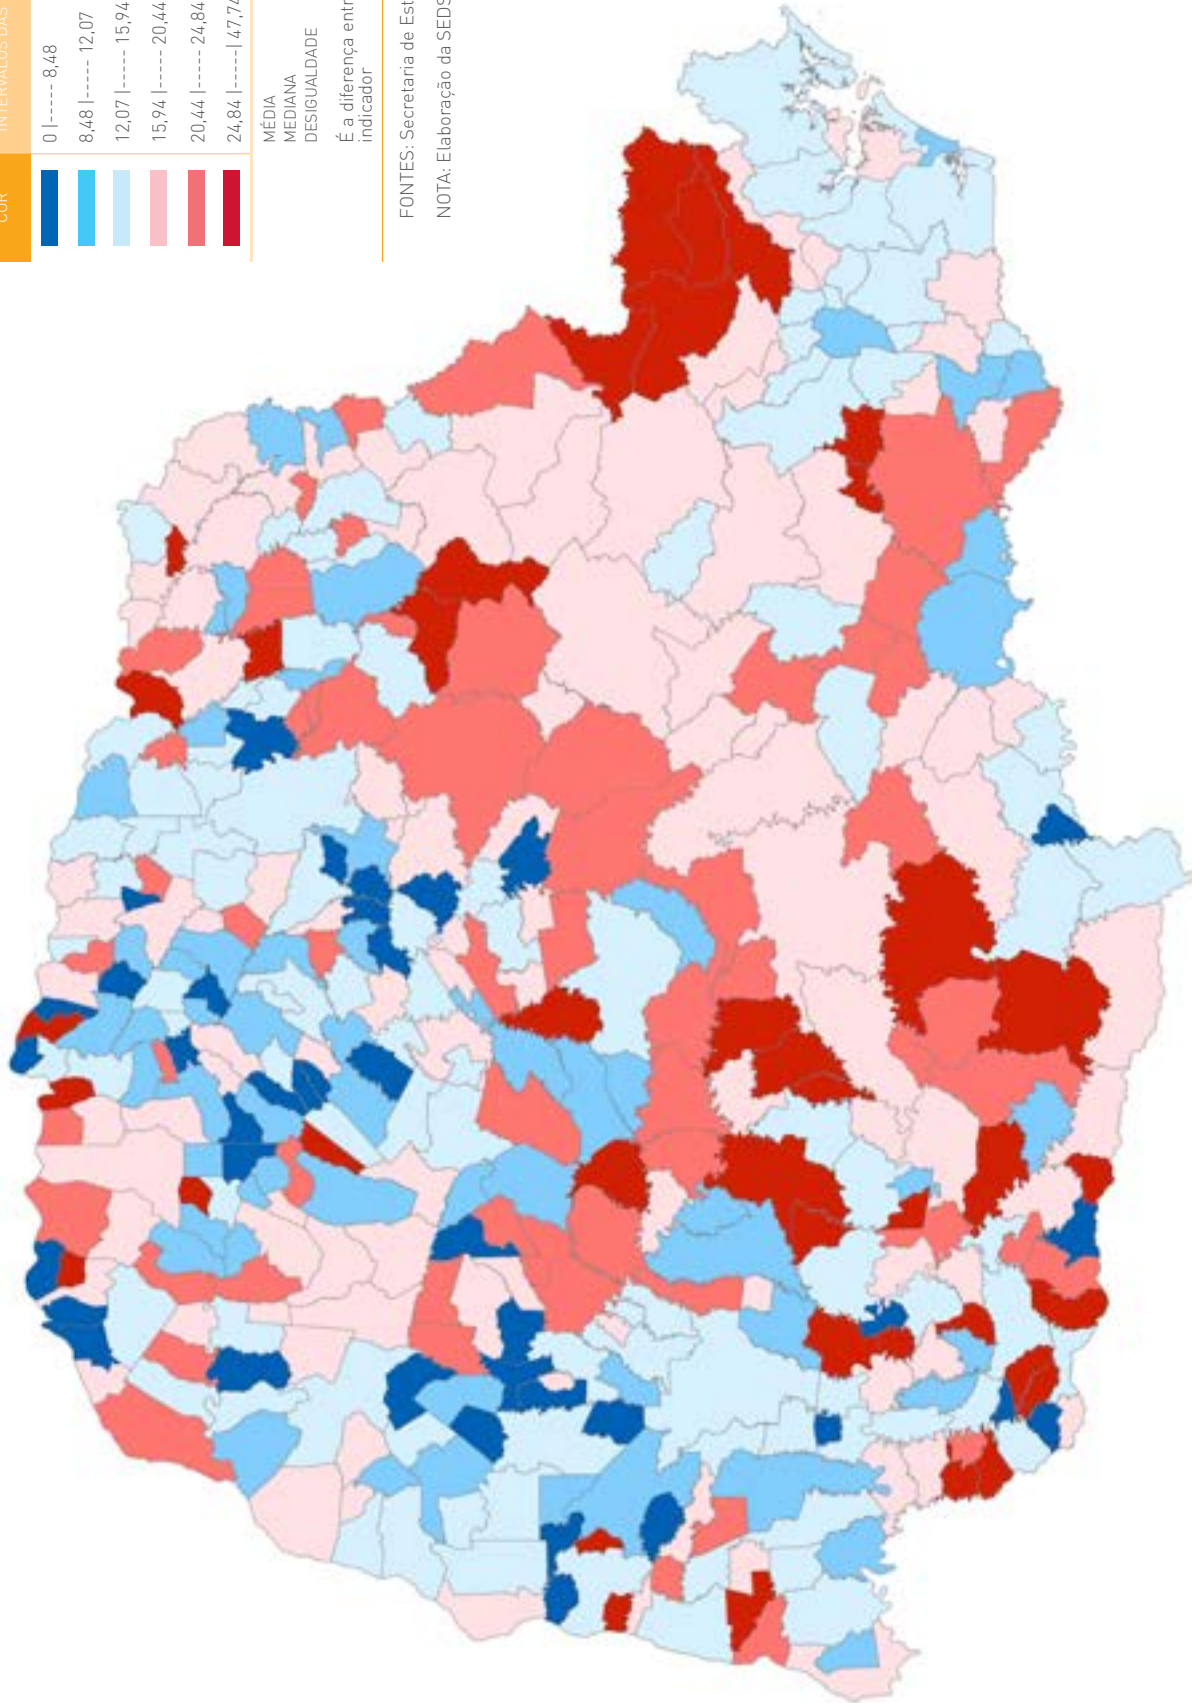 COR INTERVALOS DAS
0 |----- 8,48
8,48 |----- 12,07
12,07 |----- 15,94
15,94 |----- 20,44
20,44 |----- 24,84
24,84 |-----| 47,74
MÉDIA
MEDIANA
DESIGUALDADE
É a diferença entr
indicador
FONTES: Secretaria de Est
NOTA: Elaboração da SEDS